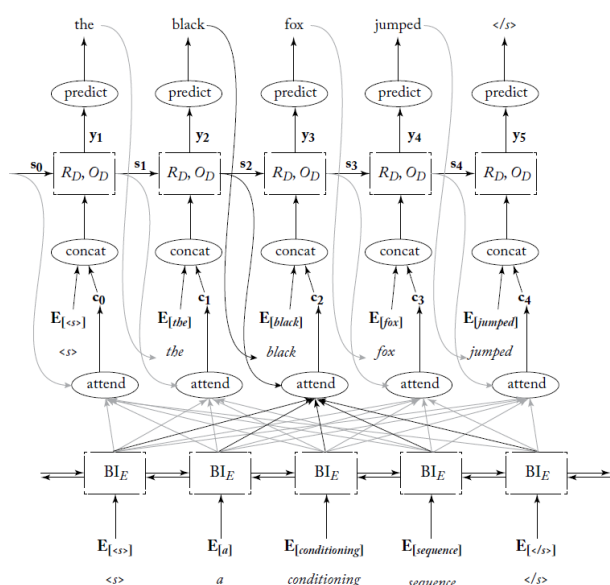 the black fox jumped </s>
predict predict predict predict predict
y1 y2 y3 y4 y5
s0 s1 s2 s3 s4
RD, OD RD, OD RD, OD RD, OD RD, OD
concat concat concat concat concat
c0 c1 c2 c3 c4
E[<s>] E[the] E[black] E[fox] E[jumped]
<s> the black fox jumped
attend attend attend attend attend
BIE BIE BIE BIE BIE
E[<s>] E[a] E[conditioning] E[sequence] E[</s>]
<s> a conditioning sequence </s>